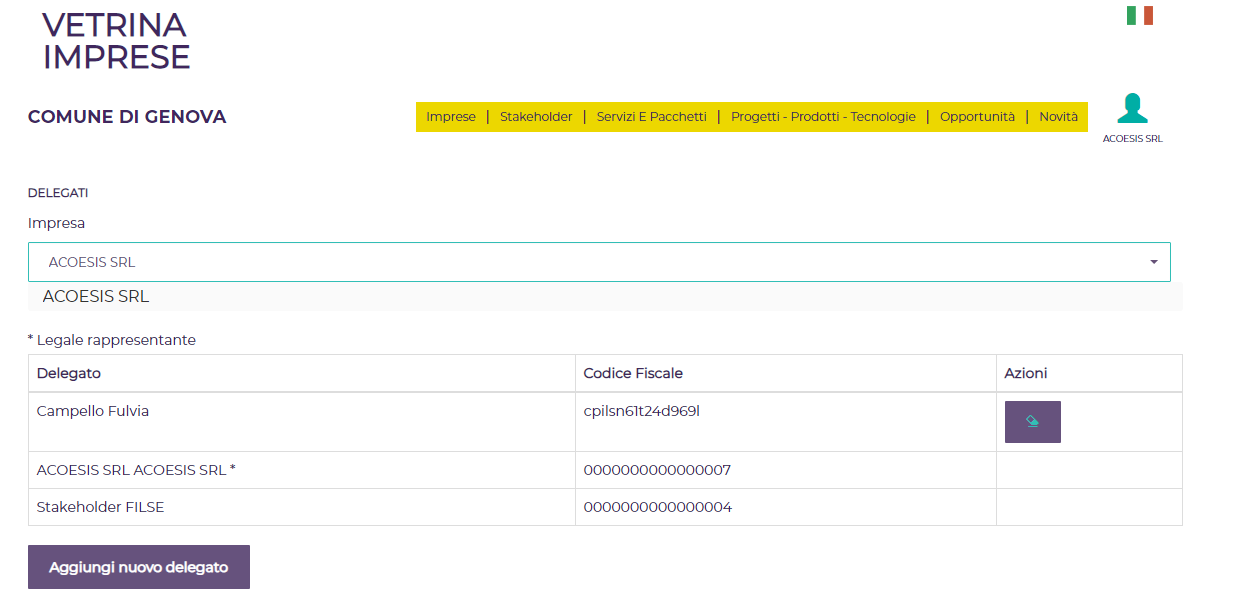 VETRINA
IMPRESE
COMUNE DI GENOVA
Imprese | Stakeholder | Servizi E Pacchetti | Progetti - Prodotti - Tecnologie | Opportunità | Novità
ACOESIS SRL
DELEGATI
Impresa
ACOESIS SRL
ACOESIS SRL
* Legale rappresentante
Delegato Codice Fiscale Azioni
Campello Fulvia cpilsn61t24d969l
ACOESIS SRL ACOESIS SRL * 0000000000000007
Stakeholder FILSE 0000000000000004
Aggiungi nuovo delegato